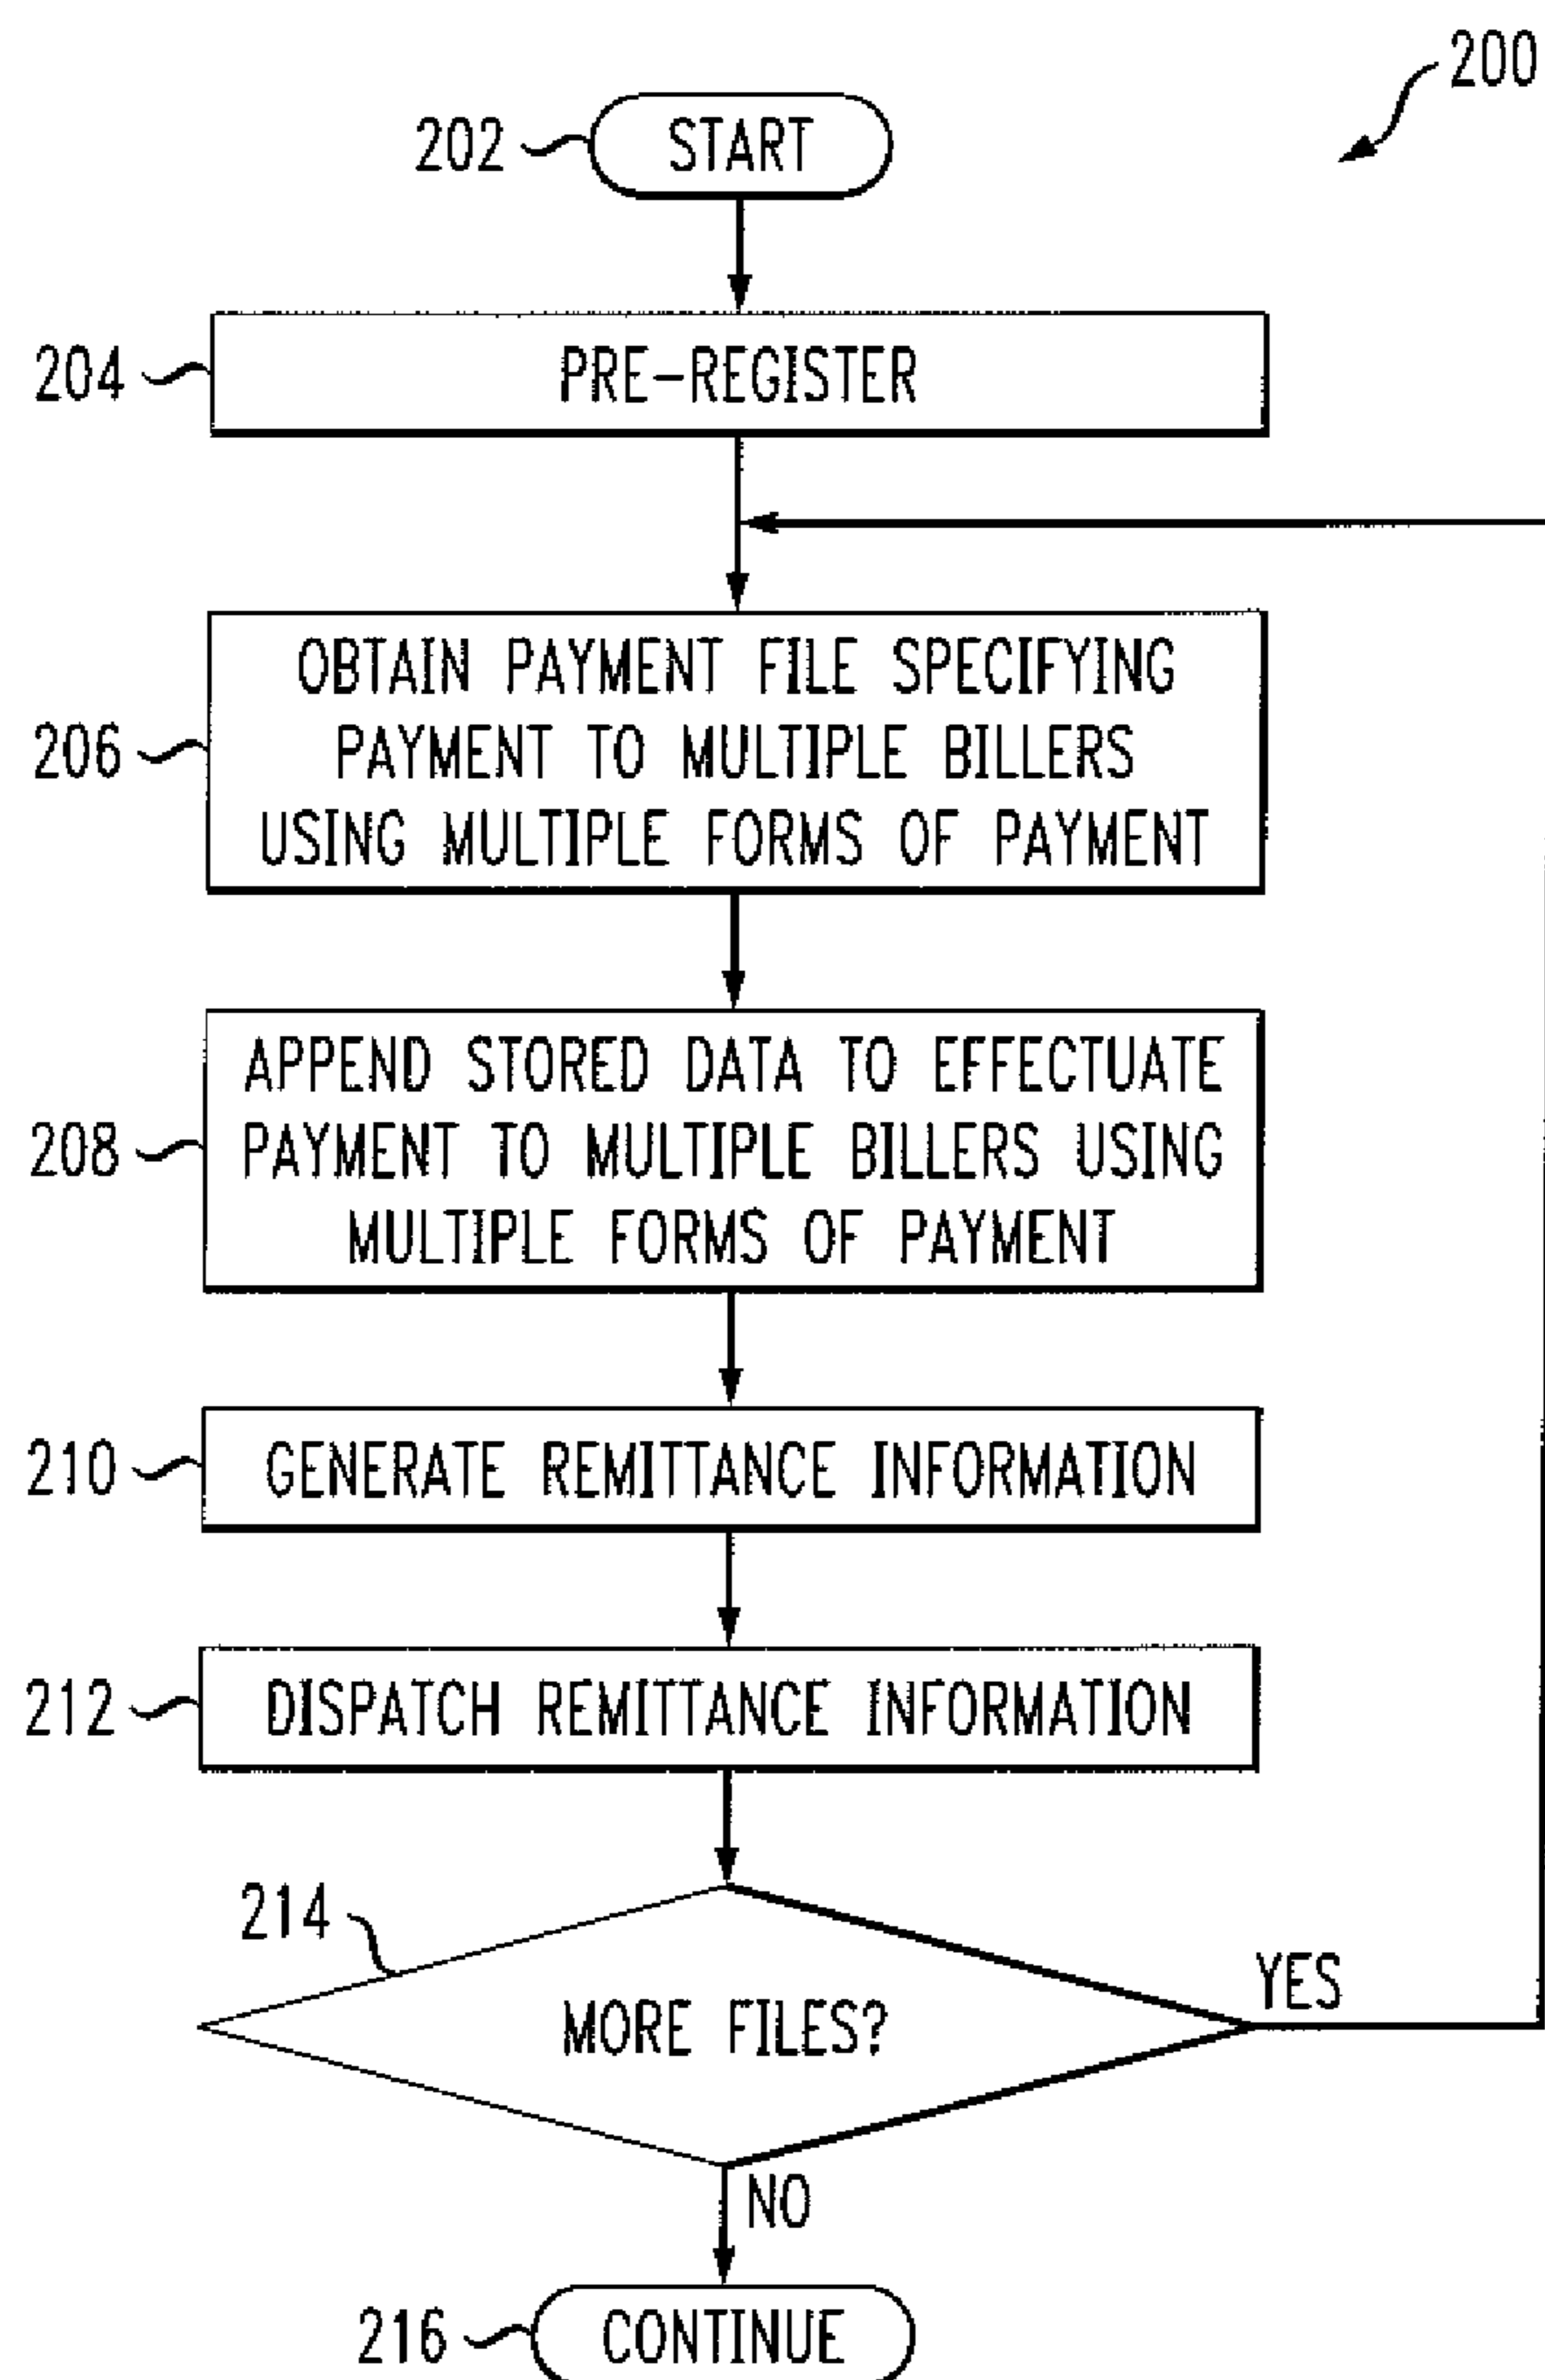 200
202 START
204 PRE-REGISTER
OBTAIN PAYMENT FILE SPECIFYING
206 PAYMENT TO MULTIPLE BILLERS
USING MULTIPLE FORMS OF PAYMENT
APPEND STORED DATA TO EFFECTUATE
208 PAYMENT TO MULTIPLE BILLERS USING
MULTIPLE FORMS OF PAYMENT
210 GENERATE REMITTANCE INFORMATION
212 DISPATCH REMITTANCE INFORMATION
214
YES
MORE FILES?
NO
216 CONTINUE